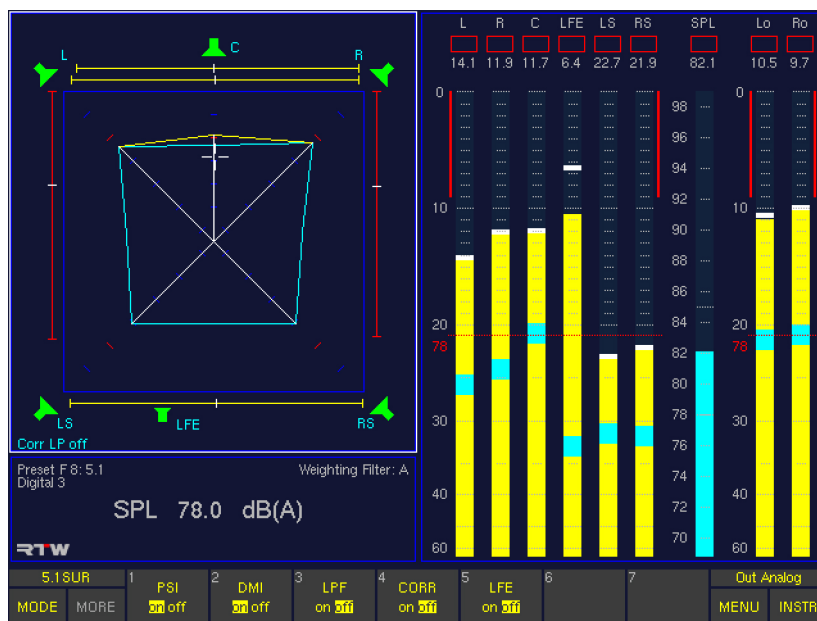 L R C LFE LS RS SPL Lo Ro
14.1 11.9 11.7 6.4 22.7 21.9 82.1 10.5 9.7
L C R
LS LFE RS
Corr LP off
0 10 20 78 30 40 60
98 96 94 92 90 88 86 84 82 80 78 76 74 72 70
0 10 20 78 30 40 60
Preset F 8: 5.1 Weighting Filter: A
Digital 3
SPL 78.0 dB(A)
RTW
5.1SUR 1 PSI 2 DMI 3 LPF 4 CORR 5 LFE 6 7 Out Analog
MODE MORE on off on off on off on off on off MENU INSTR